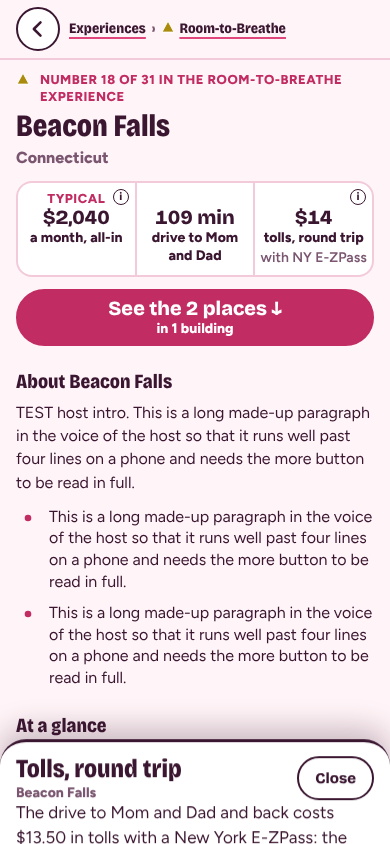 Experiences › Room-to-Breathe
NUMBER 18 OF 31 IN THE ROOM-TO-BREATHE
EXPERIENCE
Beacon Falls
Connecticut
TYPICAL
$2,040
a month, all-in
109 min
drive to Mom
and Dad
$14
tolls, round trip
with NY E-ZPass
See the 2 places ↓
in 1 building
About Beacon Falls
TEST host intro. This is a long made-up paragraph
in the voice of the host so that it runs well past
four lines on a phone and needs the more button
to be read in full.
• This is a long made-up paragraph in the voice
of the host so that it runs well past four lines
on a phone and needs the more button to be
read in full.
• This is a long made-up paragraph in the voice
of the host so that it runs well past four lines
on a phone and needs the more button to be
read in full.
At a glance
Tolls, round trip
Beacon Falls
Close
The drive to Mom and Dad and back costs
$13.50 in tolls with a New York E-ZPass: the